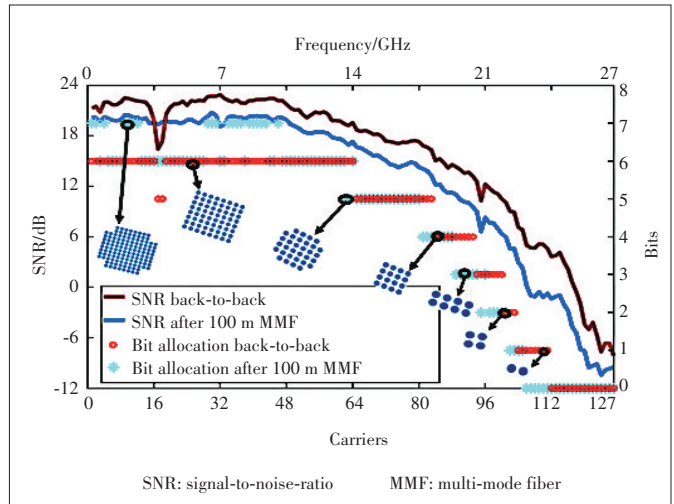 Frequency/GHz
0 7 14 21 27
24 8
18 7
12 6
6 5
0 4
-6 3
-12 2
1
0
SNR/dB
Bits
SNR back-to-back
SNR after 100 m MMF
Bit allocation back-to-back
Bit allocation after 100 m MMF
0 16 32 48 64 80 96 112 127
Carriers
SNR: signal-to-noise-ratio MMF: multi-mode fiber